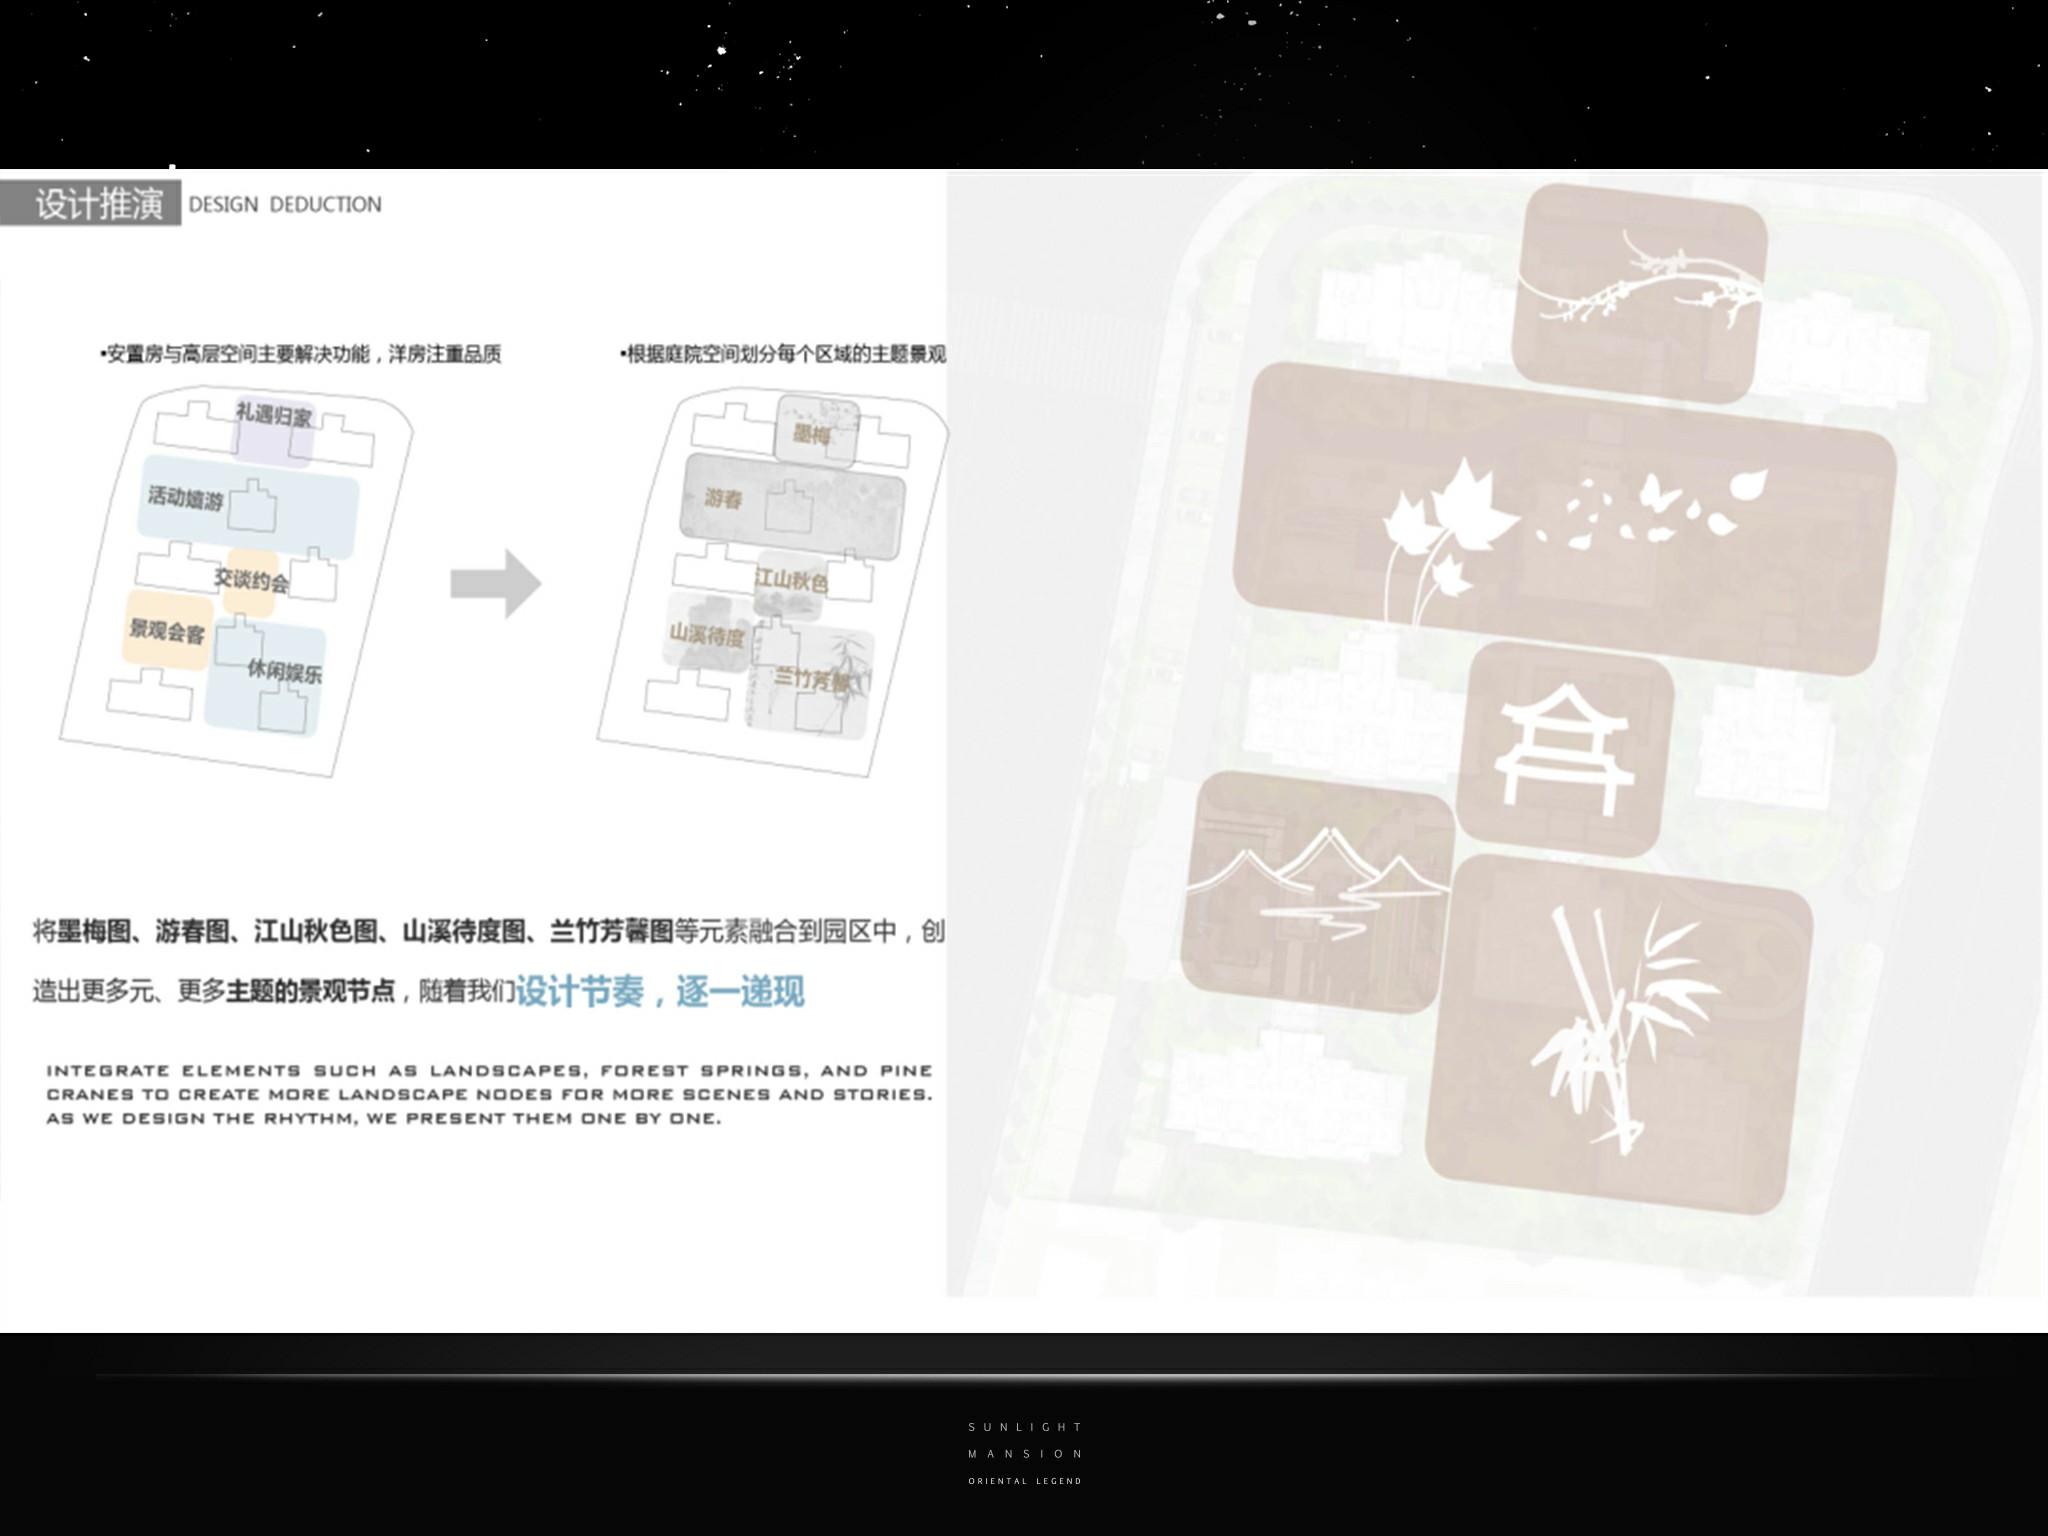 设计推演 DESIGN DEDUCTION
▪安置房与高层空间主要解决功能，洋房注重品质
礼遇归家
活动嬉游
交谈约会
景观会客
休闲娱乐
▪根据庭院空间划分每个区域的主题景观
墨梅
游春
江山秋色
山溪待度
兰竹芳馨
将墨梅图、游春图、江山秋色图、山溪待度图、兰竹芳馨图等元素融合到园区中，创
造出更多元、更多主题的景观节点，随着我们设计节奏，逐一递现
INTEGRATE ELEMENTS SUCH AS LANDSCAPES, FOREST SPRINGS, AND PINE
CRANES TO CREATE MORE LANDSCAPE NODES FOR MORE SCENES AND STORIES.
AS WE DESIGN THE RHYTHM, WE PRESENT THEM ONE BY ONE.
SUNLIGHT
MANSION
ORIENTAL LEGEND